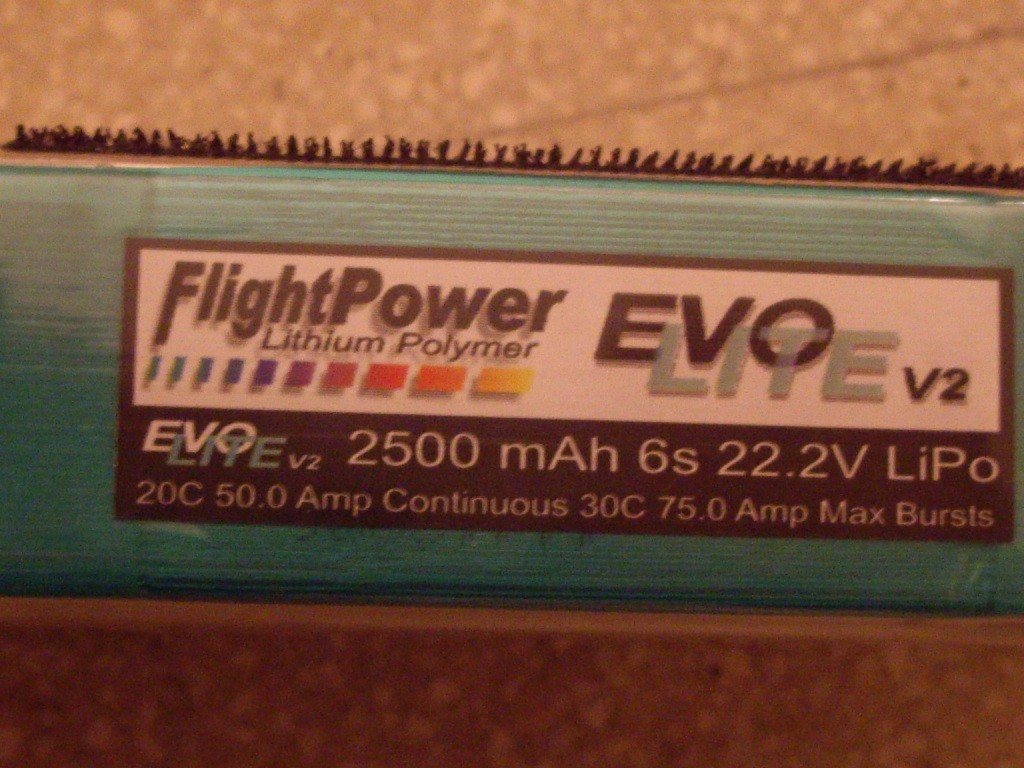 FlightPower
Lithium Polymer
EVO
LITE V2
EVO
LITE V2 2500 mAh 6s 22.2V LiPo
20C 50.0 Amp Continuous 30C 75.0 Amp Max Bursts